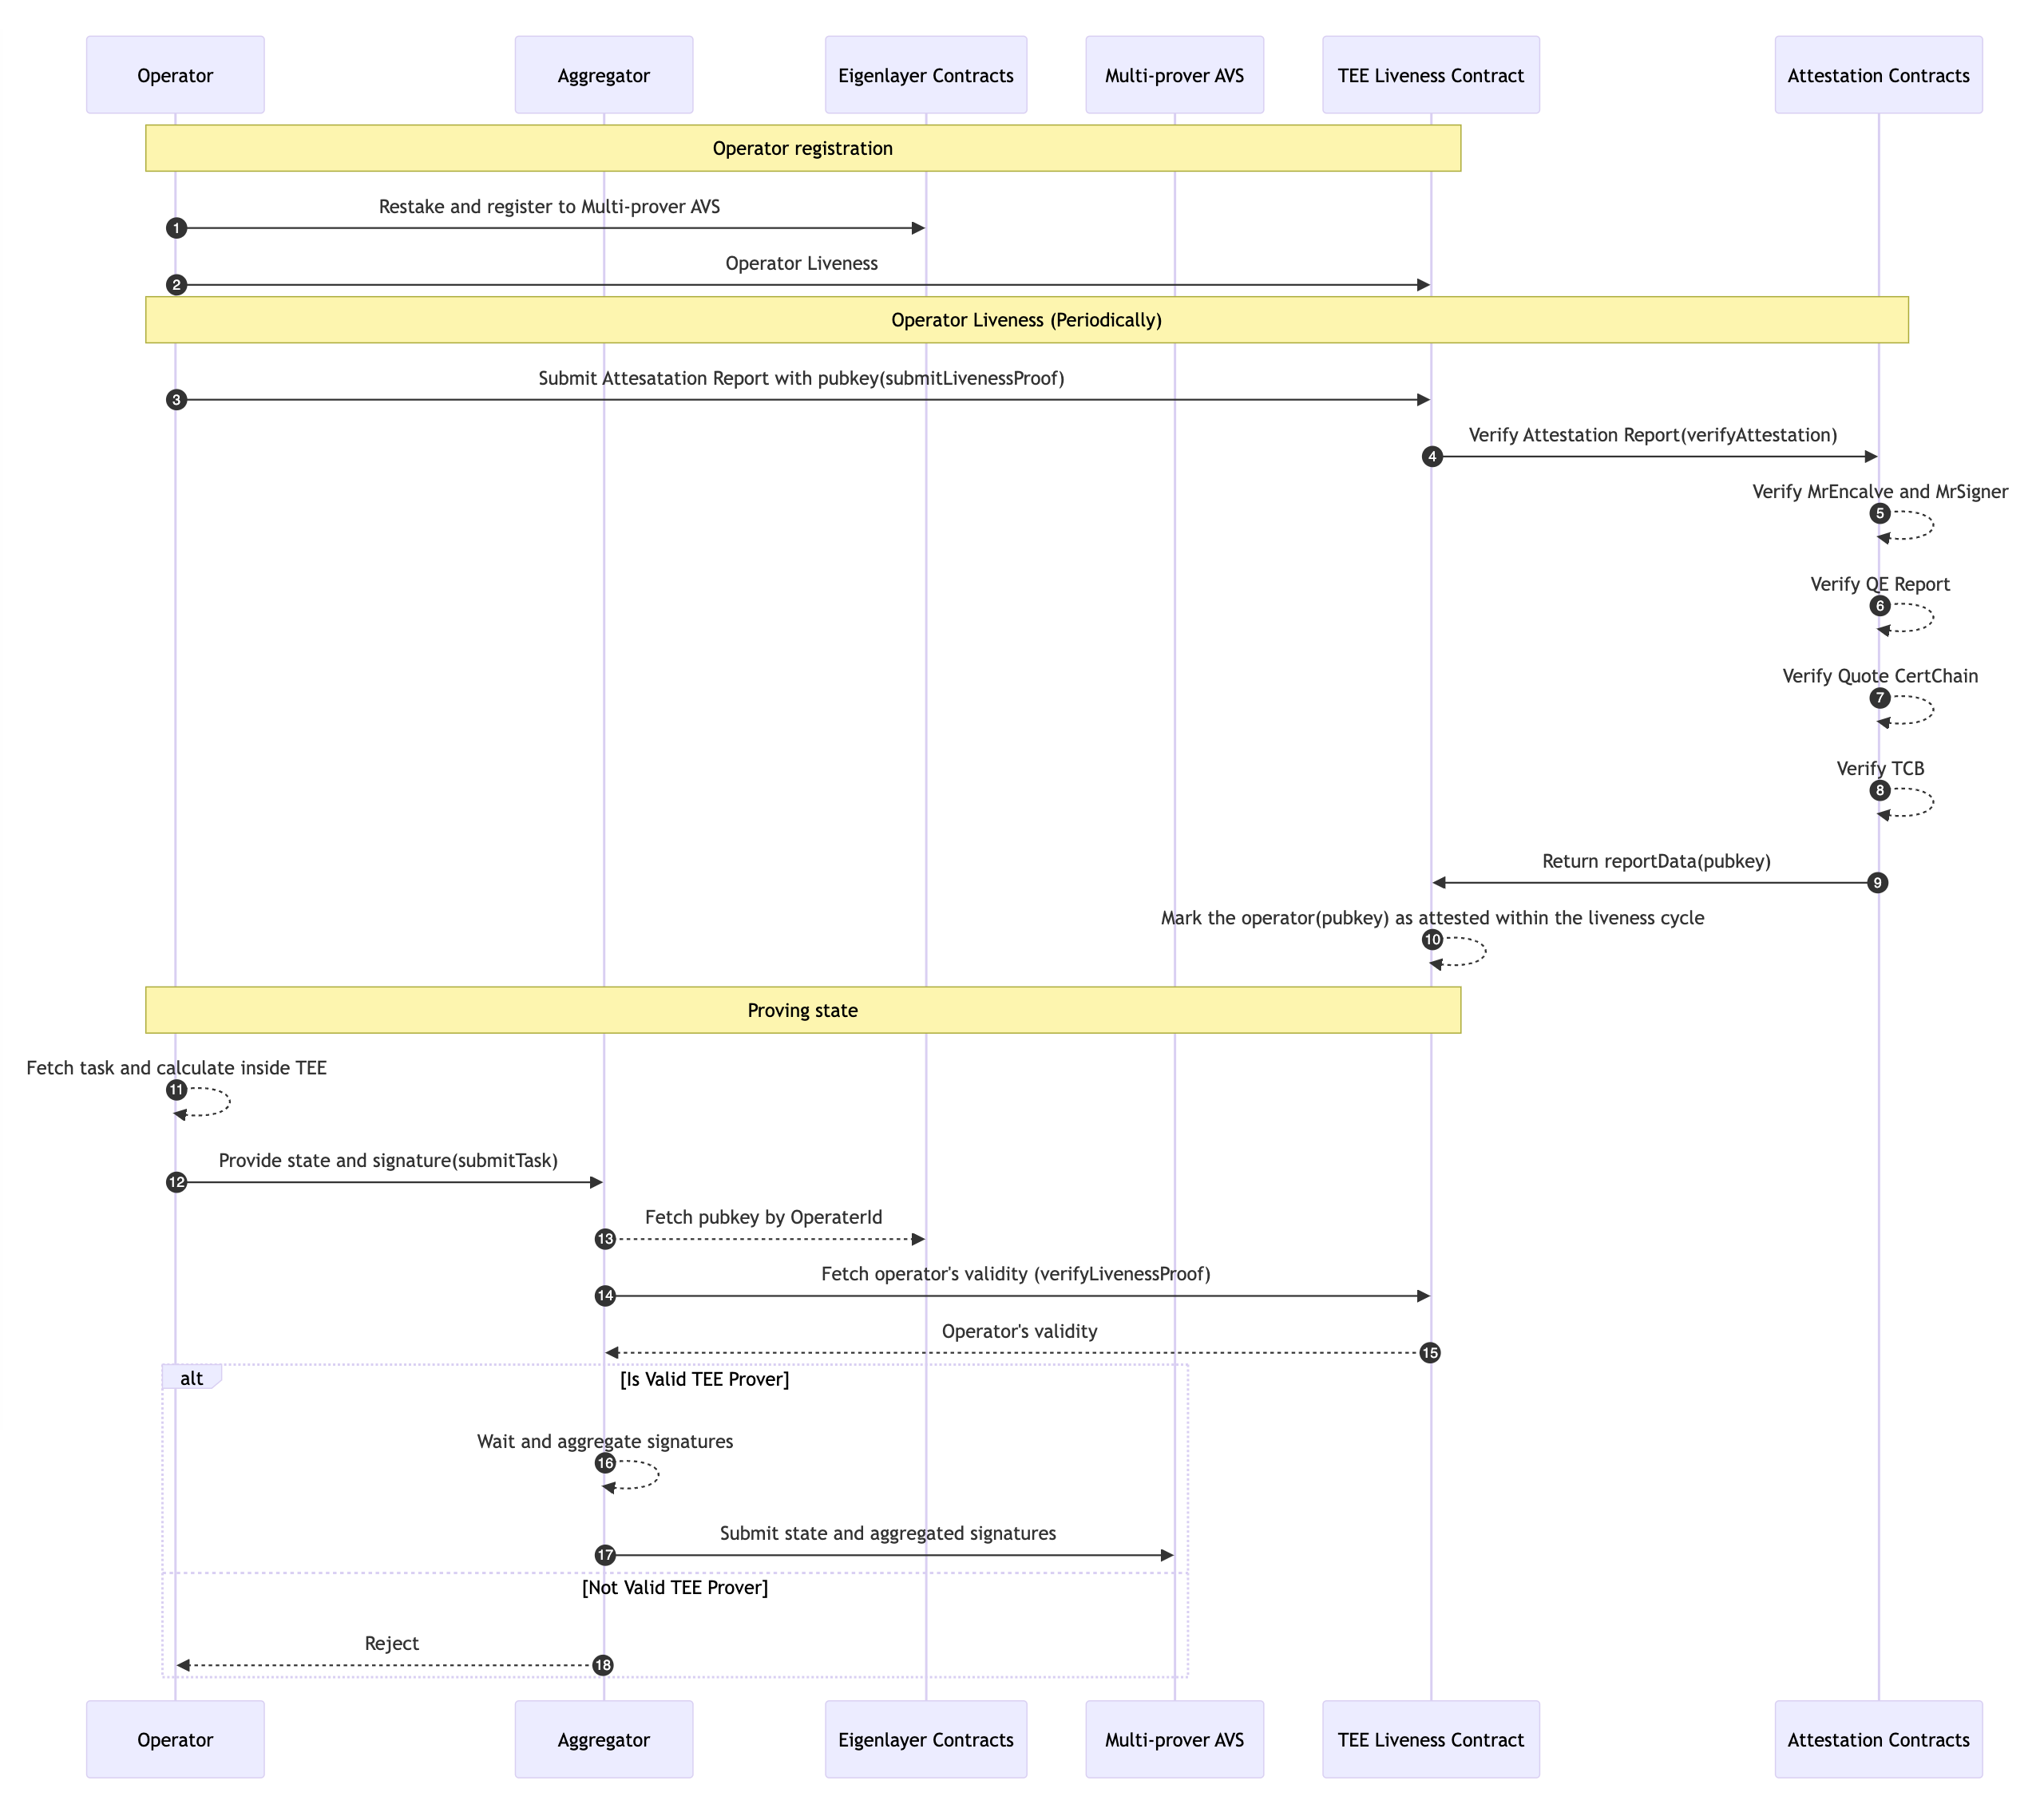 Operator
Aggregator
Eigenlayer Contracts
Multi-prover AVS
TEE Liveness Contract
Attestation Contracts
Operator registration
Restake and register to Multi-prover AVS
1
Operator Liveness
2
Operator Liveness (Periodically)
Submit Attesatation Report with pubkey(submitLivenessProof)
3
Verify Attestation Report(verifyAttestation)
4
Verify MrEncalve and MrSigner
5
Verify QE Report
6
Verify Quote CertChain
7
Verify TCB
8
Return reportData(pubkey)
9
Mark the operator(pubkey) as attested within the liveness cycle
10
Proving state
Fetch task and calculate inside TEE
11
Provide state and signature(submitTask)
12
Fetch pubkey by OperaterId
13
Fetch operator's validity (verifyLivenessProof)
14
Operator's validity
15
alt
[Is Valid TEE Prover]
Wait and aggregate signatures
16
Submit state and aggregated signatures
17
[Not Valid TEE Prover]
Reject
18
Operator
Aggregator
Eigenlayer Contracts
Multi-prover AVS
TEE Liveness Contract
Attestation Contracts